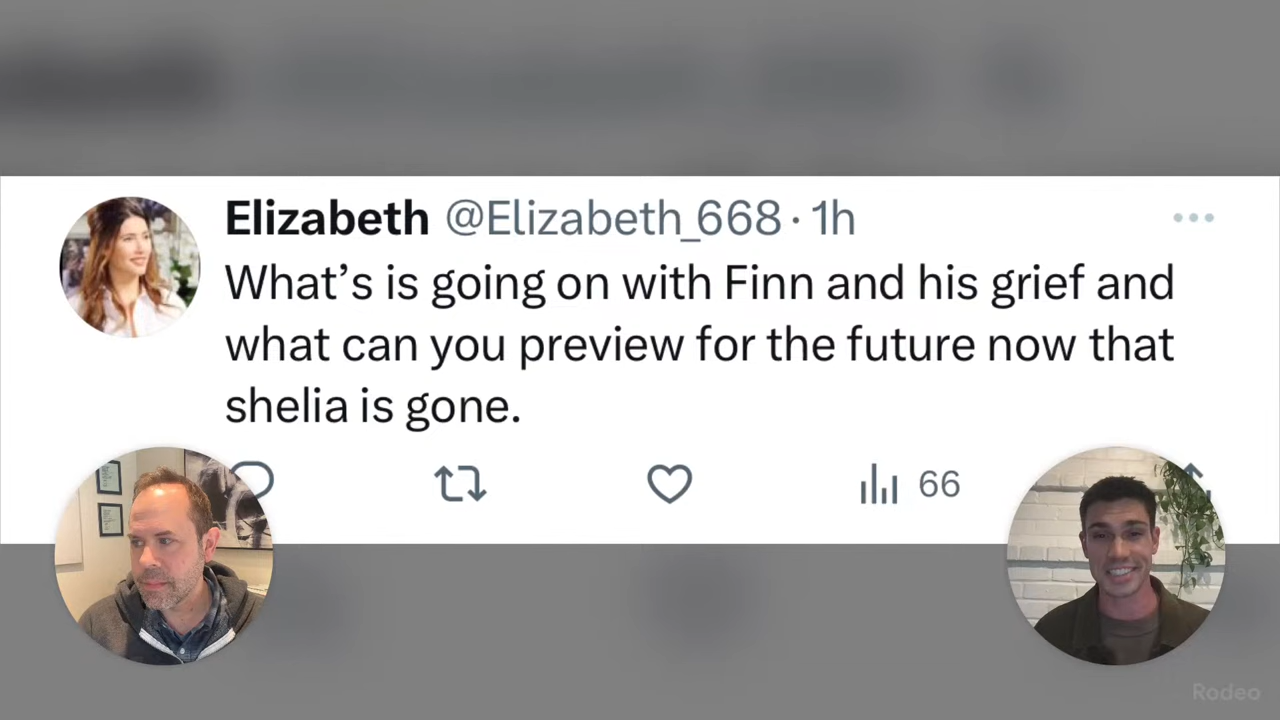 Elizabeth @Elizabeth_668 · 1h
What’s is going on with Finn and his grief and
what can you preview for the future now that
shelia is gone.
66
Rodeo